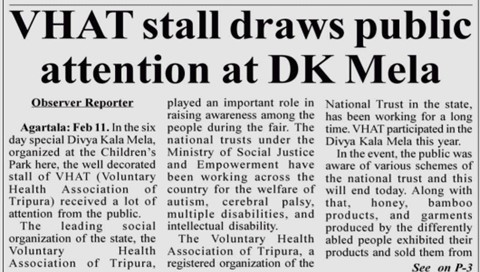 VHAT stall draws public
attention at DK Mela
Observer Reporter
Agartala: Feb 11. In the six
day special Divya Kala Mela,
organized at the Children's
Park here, the well decorated
stall of VHAT (Voluntary
Health Association of
Tripura) received a lot of
attention from the public.
The leading social
organization of the state, the
Voluntary Health
Association of Tripura,
played an important role in
raising awareness among the
people during the fair. The
national trusts under the
Ministry of Social Justice
and Empowerment have
been working across the
country for the welfare of
autism, cerebral palsy,
multiple disabilities, and
intellectual disability.
The Voluntary Health
Association of Tripura, a
registered organization of the
National Trust in the state,
has been working for a long
time. VHAT participated in the
Divya Kala Mela this year.
In the event, the public was
aware of various schemes of
the national trust and this
will end today. Along with
that, honey, bamboo
products, and garments
produced by the differently
abled people exhibited their
products and sold them from
See on P-3